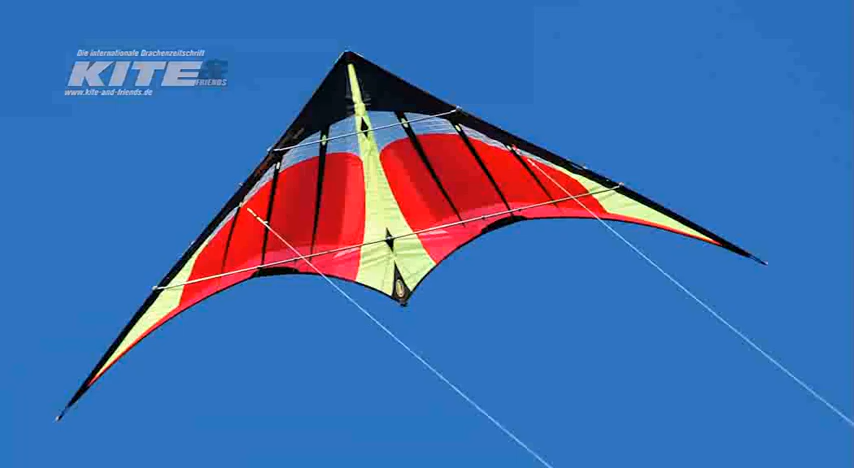 Die internationale Drachenzeitschrift
KITE
& FRIENDS
www.kite-and-friends.de